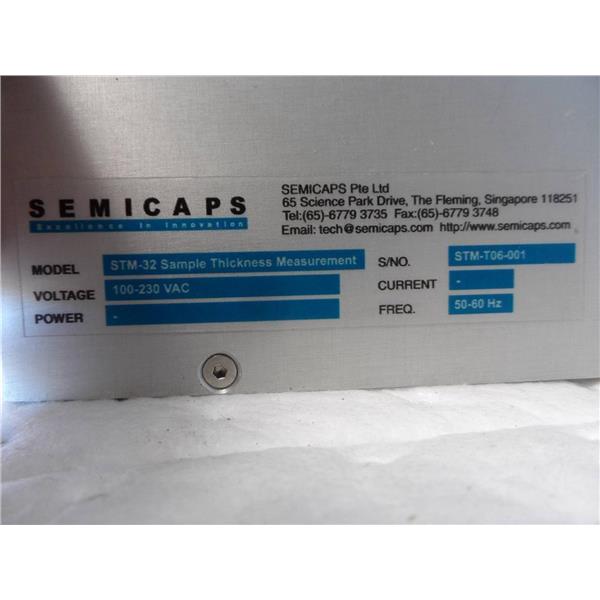 SEMICAPS
Excellence In Innovation
SEMICAPS Pte Ltd
65 Science Park Drive, The Fleming, Singapore 118251
Tel:(65)-6779 3735 Fax:(65)-6779 3748
Email: tech@semicaps.com http://www.semicaps.com
MODEL STM-32 Sample Thickness Measurement S/NO. STM-T06-001
VOLTAGE 100-230 VAC CURRENT -
POWER - FREQ. 50-60 Hz